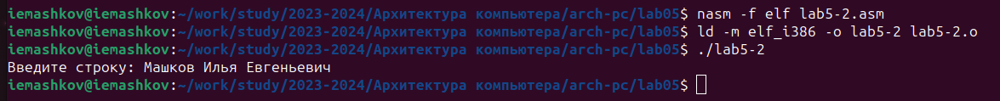 iemashkov@iemashkov:~/work/study/2023-2024/Архитектура компьютера/arch-pc/lab05$ nasm -f elf lab5-2.asm
iemashkov@iemashkov:~/work/study/2023-2024/Архитектура компьютера/arch-pc/lab05$ ld -m elf_i386 -o lab5-2 lab5-2.o
iemashkov@iemashkov:~/work/study/2023-2024/Архитектура компьютера/arch-pc/lab05$ ./lab5-2
Введите строку: Машков Илья Евгеньевич
iemashkov@iemashkov:~/work/study/2023-2024/Архитектура компьютера/arch-pc/lab05$